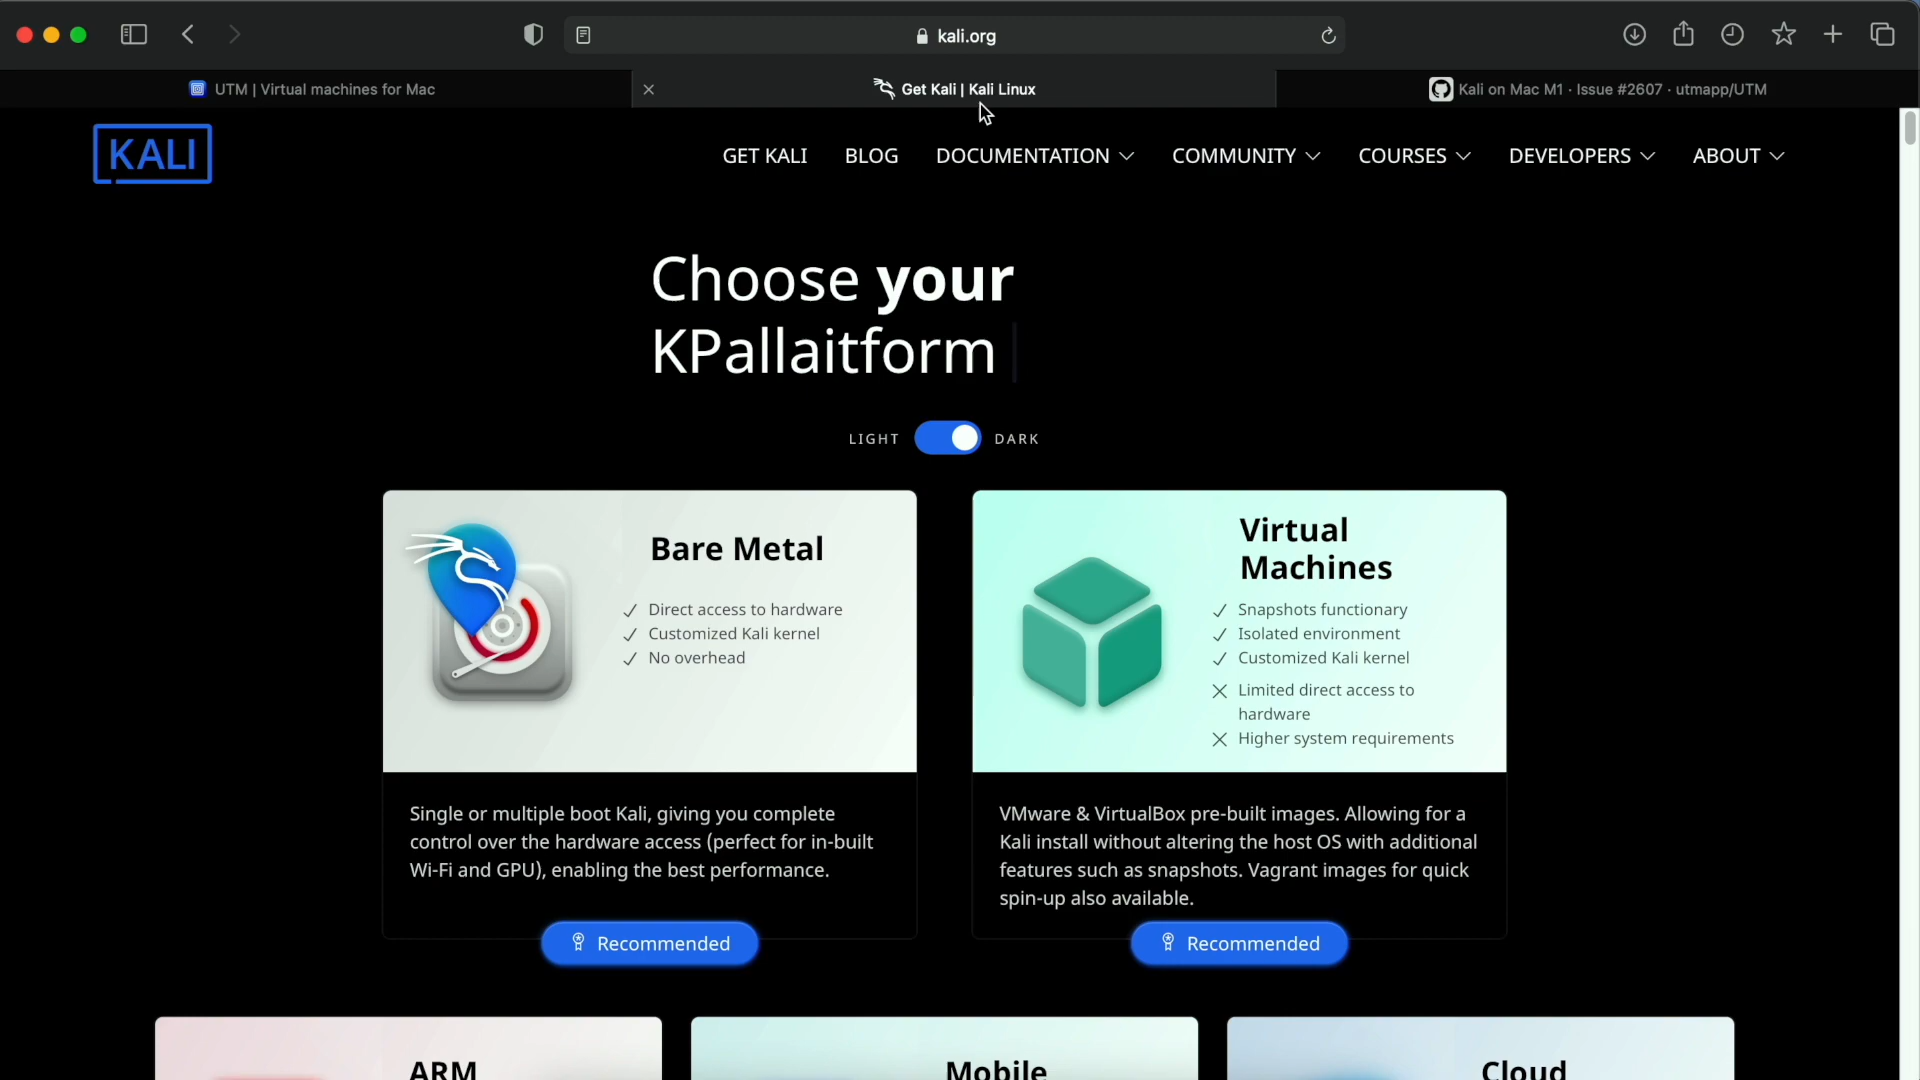 kali.org
UTM | Virtual machines for Mac
Get Kali | Kali Linux
Kali on Mac M1 · Issue #2607 · utmapp/UTM
KALI
GET KALI
BLOG
DOCUMENTATION
COMMUNITY
COURSES
DEVELOPERS
ABOUT
Choose your
KPallaitform
LIGHT
DARK
Bare Metal
Direct access to hardware
Customized Kali kernel
No overhead
Single or multiple boot Kali, giving you complete
control over the hardware access (perfect for in-built
Wi-Fi and GPU), enabling the best performance.
Recommended
Virtual
Machines
Snapshots functionary
Isolated environment
Customized Kali kernel
Limited direct access to
hardware
Higher system requirements
VMware & VirtualBox pre-built images. Allowing for a
Kali install without altering the host OS with additional
features such as snapshots. Vagrant images for quick
spin-up also available.
Recommended
ARM
Mobile
Cloud